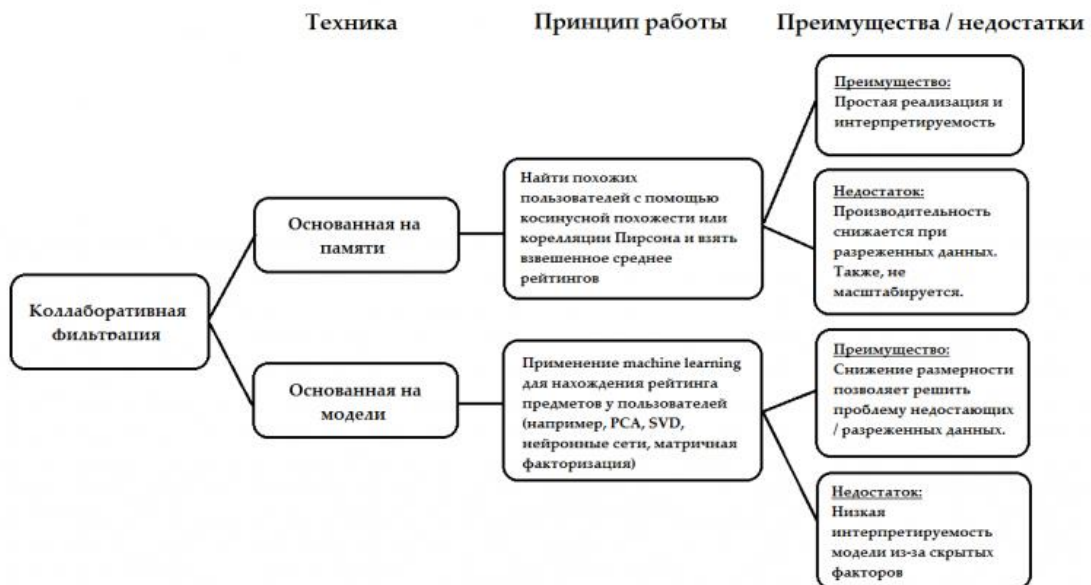 Техника
Принцип работы
Преимущества / недостатки
Коллаборативная
фильтрация
Основанная на
памяти
Найти похожих
пользователей с помощью
косинусной похожести или
корелляции Пирсона и взять
взвешенное среднее
рейтингов
Преимущество:
Простая реализация и
интерпретируемость
Недостаток:
Производительность
снижается при
разреженных данных.
Также, не
масштабируется.
Основанная на
модели
Применение machine learning
для нахождения рейтинга
предметов у пользователей
(например, PCA, SVD,
нейронные сети, матричная
факторизация)
Преимущество:
Снижение размерности
позволяет решить
проблему недостающих
/ разреженных данных.
Недостаток:
Низкая
интерпретируемость
модели из-за скрытых
факторов